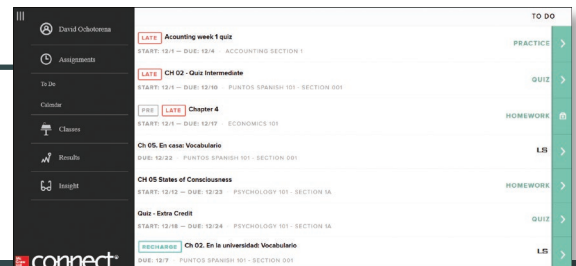 TO DO
David Ochotorena
Assignments
To Do
Calendar
Classes
Results
Insight
connect®
LATE Acounting week 1 quiz
START: 12/1 — DUE: 12/4 · ACCOUNTING SECTION 1
PRACTICE
LATE CH 02 - Quiz Intermediate
START: 12/1 — DUE: 12/10 · PUNTOS SPANISH 101 - SECTION 001
QUIZ
PRE LATE Chapter 4
START: 12/1 — DUE: 12/17 · ECONOMICS 101
HOMEWORK
Ch 05. En casa: Vocabulario
DUE: 12/22 · PUNTOS SPANISH 101 - SECTION 001
LS
CH 05 States of Consciousness
START: 12/12 — DUE: 12/23 · PSYCHOLOGY 101 - SECTION 1A
HOMEWORK
Quiz - Extra Credit
START: 12/18 — DUE: 12/24 · PSYCHOLOGY 101 - SECTION 1A
QUIZ
RECHARGE Ch 02. En la universidad: Vocabulario
DUE: 12/7 · PUNTOS SPANISH 101 - SECTION 001
LS